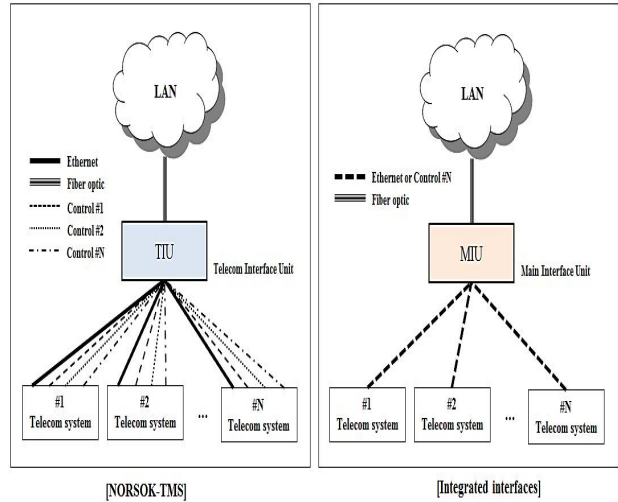 LAN
Ethernet
Fiber optic
Control #1
Control #2
Control #N
TIU
Telecom Interface Unit
#1
Telecom system
#2
Telecom system
...
#N
Telecom system
[NORSOK-TMS]
LAN
Ethernet or Control #N
Fiber optic
MIU
Main Interface Unit
#1
Telecom system
#2
Telecom system
...
#N
Telecom system
[Integrated interfaces]